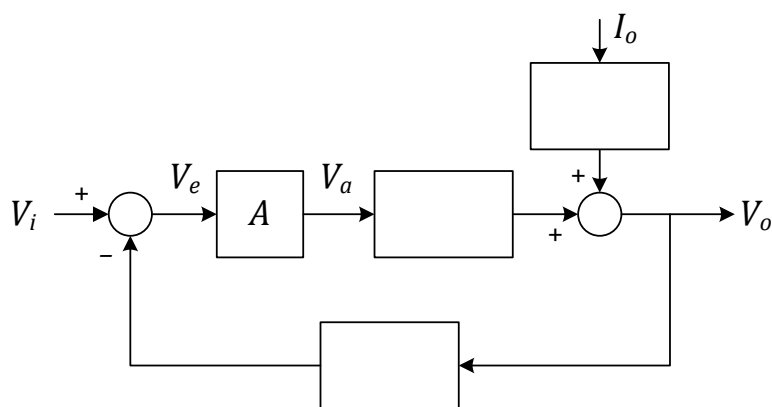 I_o
+
V_i
+
V_e
A
V_a
+
V_o
–